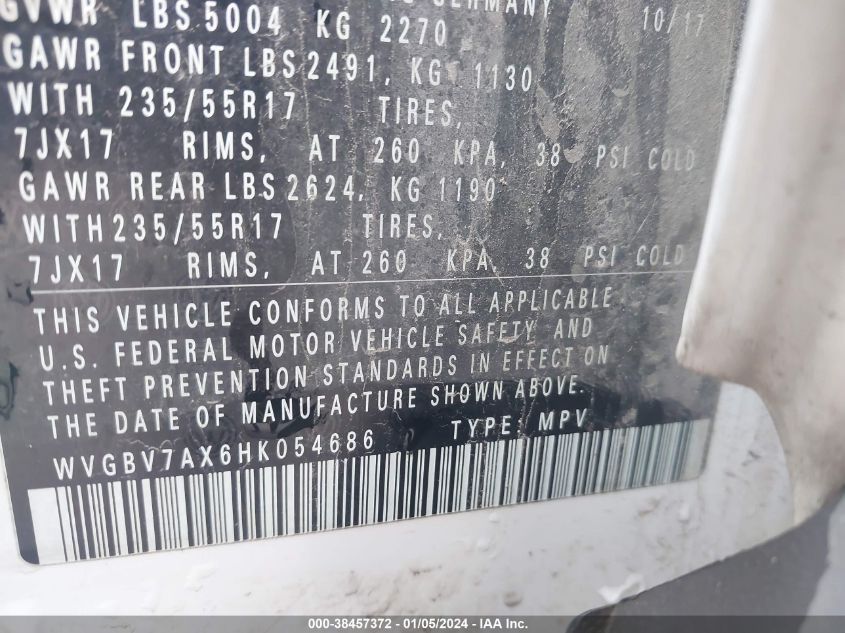 GERMANY 10/17
GVWR LBS 5004 KG 2270
GAWR FRONT LBS 2491, KG 1130
WITH 235/55R17 TIRES,
7JX17 RIMS, AT 260 KPA, 38 PSI COLD
GAWR REAR LBS 2624, KG 1190
WITH 235/55R17 TIRES,
7JX17 RIMS, AT 260 KPA, 38 PSI COLD
THIS VEHICLE CONFORMS TO ALL APPLICABLE
U.S. FEDERAL MOTOR VEHICLE SAFETY AND
THEFT PREVENTION STANDARDS IN EFFECT ON
THE DATE OF MANUFACTURE SHOWN ABOVE.
WVGBV7AX6HK054686 TYPE: MPV
000-38457372 - 01/05/2024 - IAA Inc.